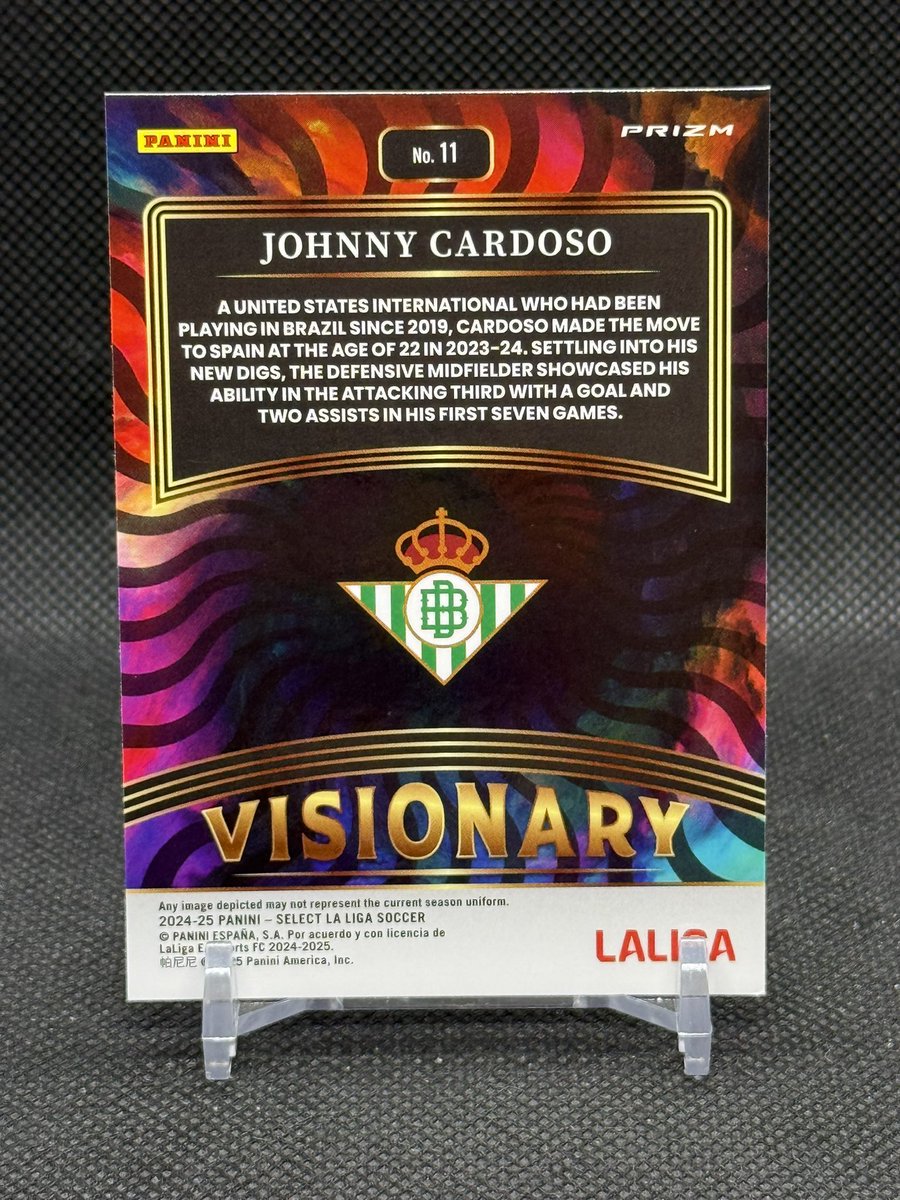 PANINI
No. 11
PRIZM
JOHNNY CARDOSO
A UNITED STATES INTERNATIONAL WHO HAD BEEN
PLAYING IN BRAZIL SINCE 2019, CARDOSO MADE THE MOVE
TO SPAIN AT THE AGE OF 22 IN 2023-24. SETTLING INTO HIS
NEW DIGS, THE DEFENSIVE MIDFIELDER SHOWCASED HIS
ABILITY IN THE ATTACKING THIRD WITH A GOAL AND
TWO ASSISTS IN HIS FIRST SEVEN GAMES.
VISIONARY
Any image depicted may not represent the current season uniform.
2024-25 PANINI – SELECT LA LIGA SOCCER
© PANINI ESPAÑA, S.A. Por acuerdo y con licencia de
LaLiga FC 2024-2025.
帕尼尼 Panini America, Inc.
LALIGA